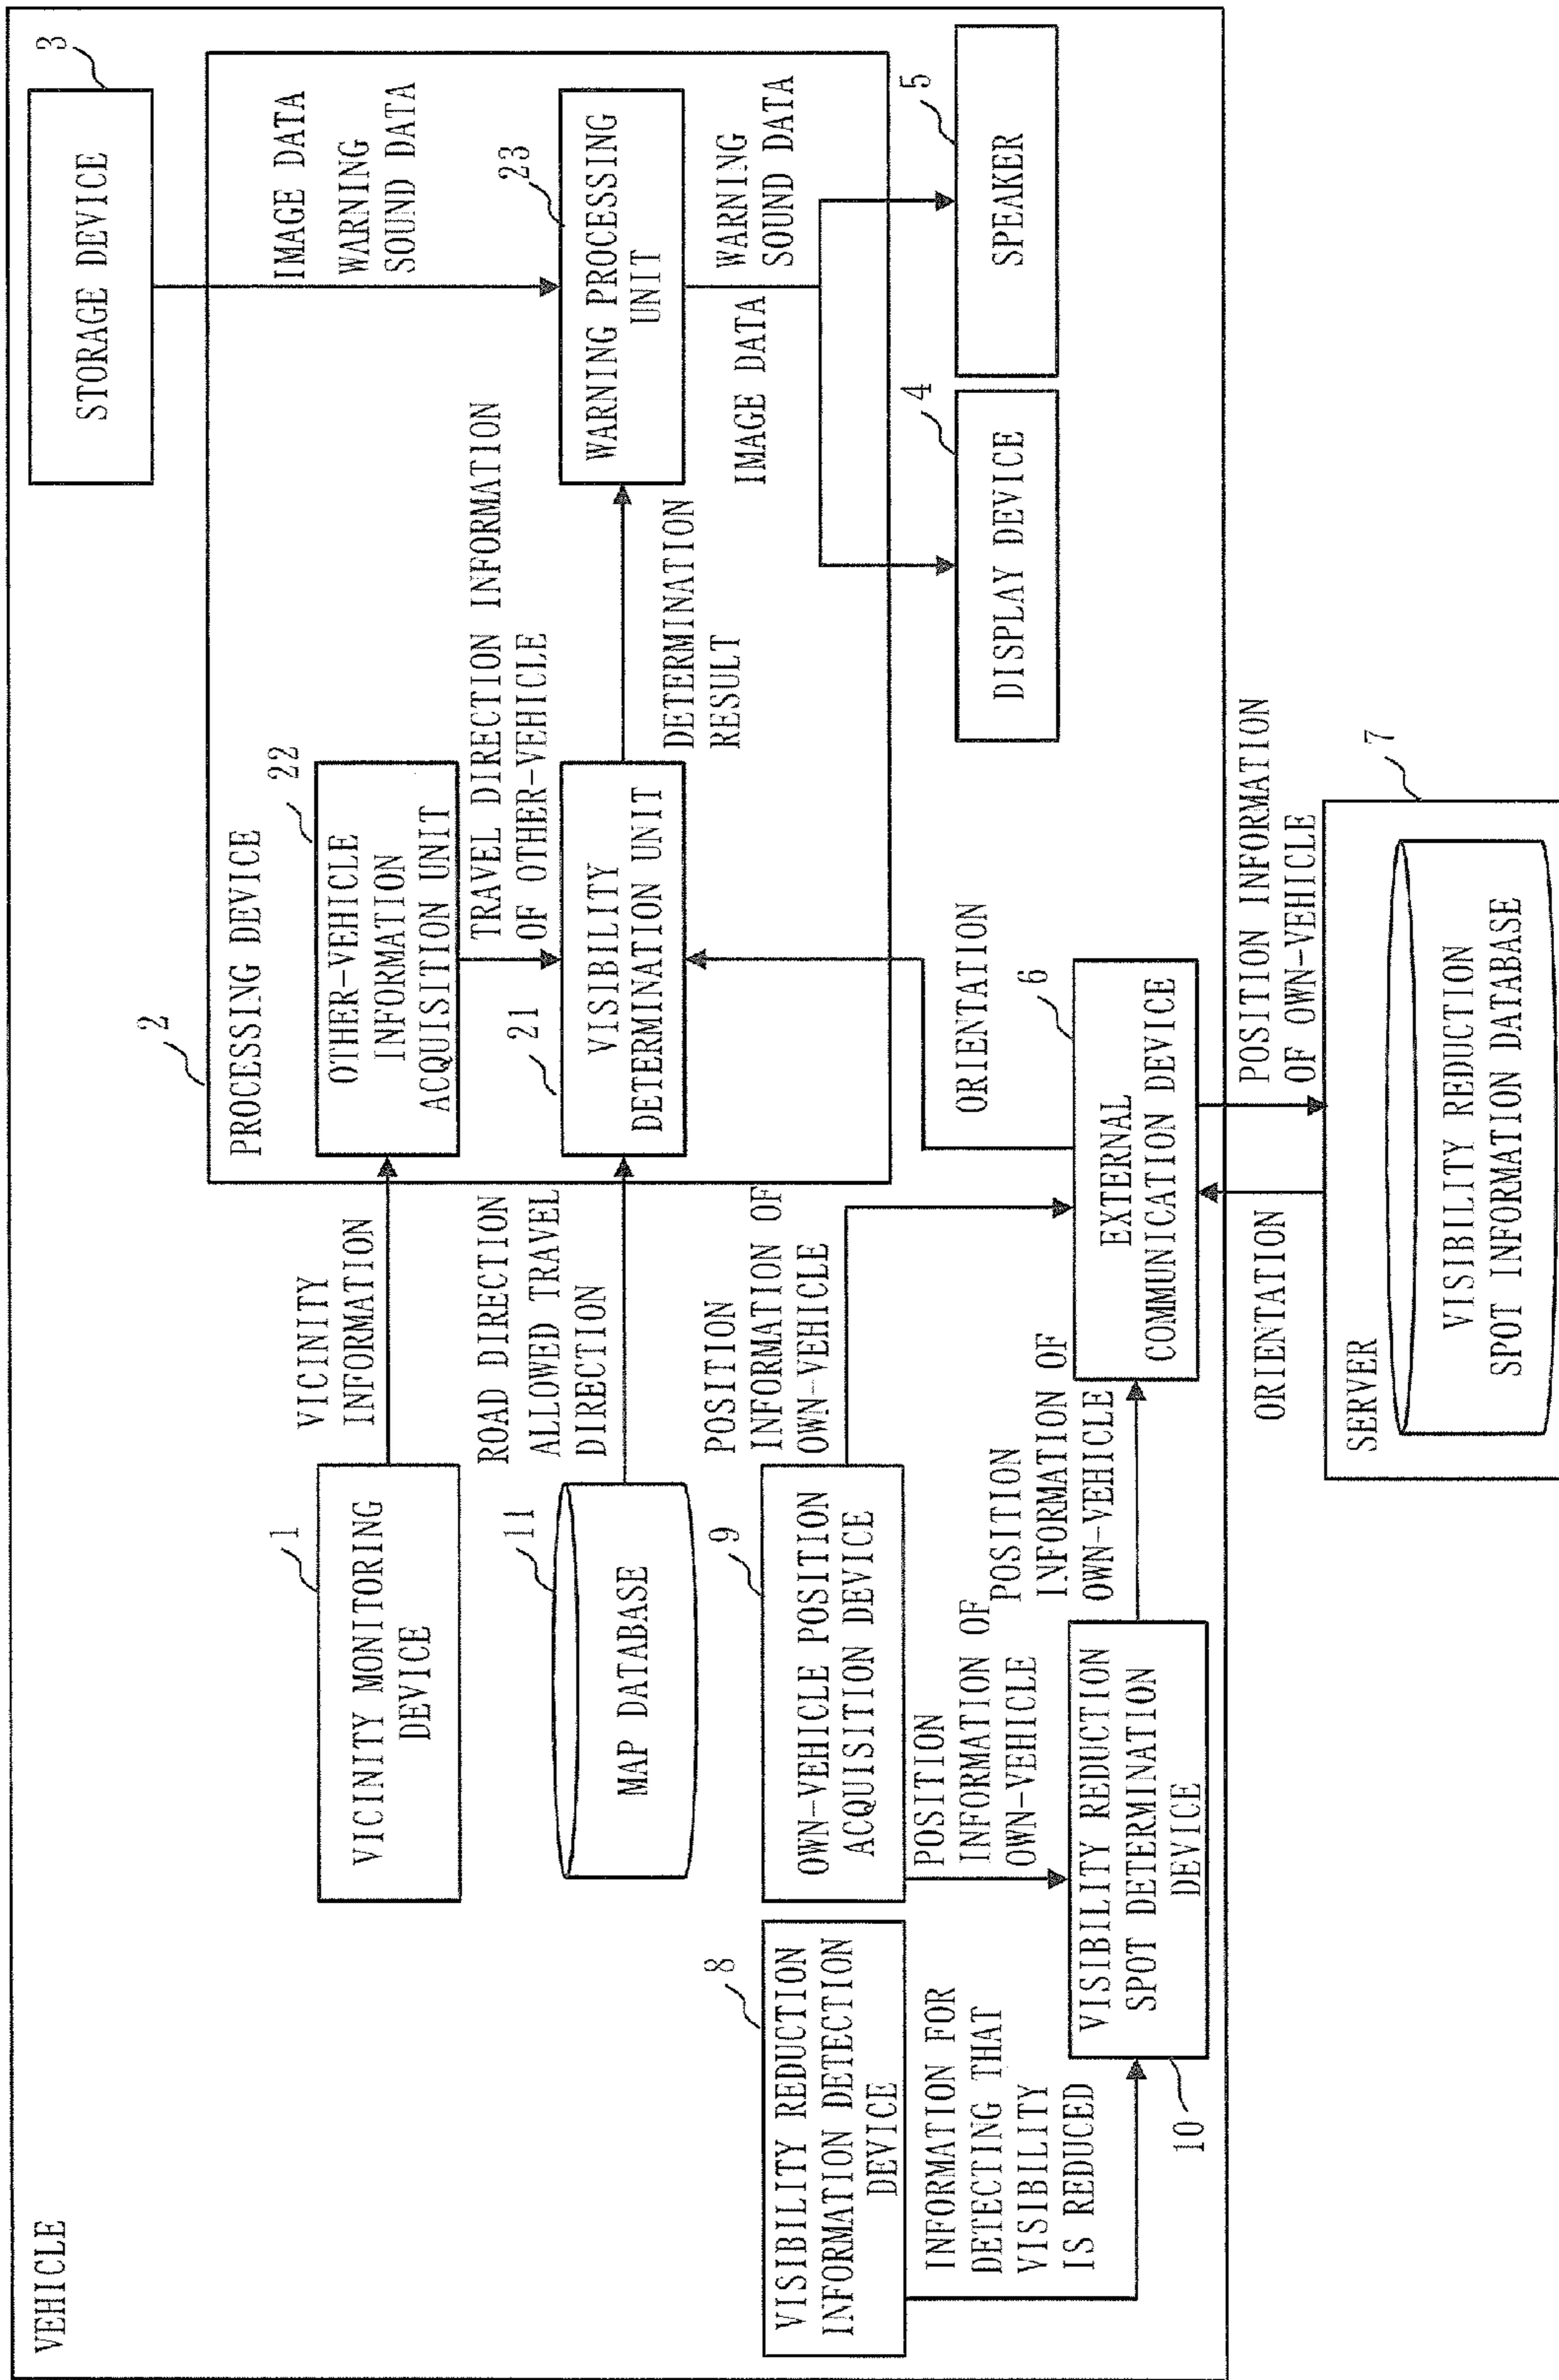 VEHICLE
3
STORAGE DEVICE
IMAGE DATA
WARNING
SOUND DATA
2
PROCESSING DEVICE
1
VICINITY MONITORING
DEVICE
VICINITY
INFORMATION
22
OTHER-VEHICLE
INFORMATION
ACQUISITION UNIT
TRAVEL DIRECTION INFORMATION
OF OTHER-VEHICLE
23
WARNING PROCESSING
UNIT
11
MAP DATABASE
ROAD DIRECTION
ALLOWED TRAVEL
DIRECTION
21
VISIBILITY
DETERMINATION UNIT
DETERMINATION
RESULT
IMAGE DATA
WARNING
SOUND DATA
8
VISIBILITY REDUCTION
INFORMATION DETECTION
DEVICE
9
OWN-VEHICLE POSITION
ACQUISITION DEVICE
POSITION
INFORMATION OF
OWN-VEHICLE
ORIENTATION
4
DISPLAY DEVICE
5
SPEAKER
INFORMATION FOR
DETECTING THAT
VISIBILITY
IS REDUCED
POSITION
INFORMATION OF
OWN-VEHICLE
10
VISIBILITY REDUCTION
SPOT DETERMINATION
DEVICE
POSITION
INFORMATION OF
OWN-VEHICLE
6
EXTERNAL
COMMUNICATION DEVICE
ORIENTATION
POSITION INFORMATION
OF OWN-VEHICLE
7
SERVER
VISIBILITY REDUCTION
SPOT INFORMATION DATABASE